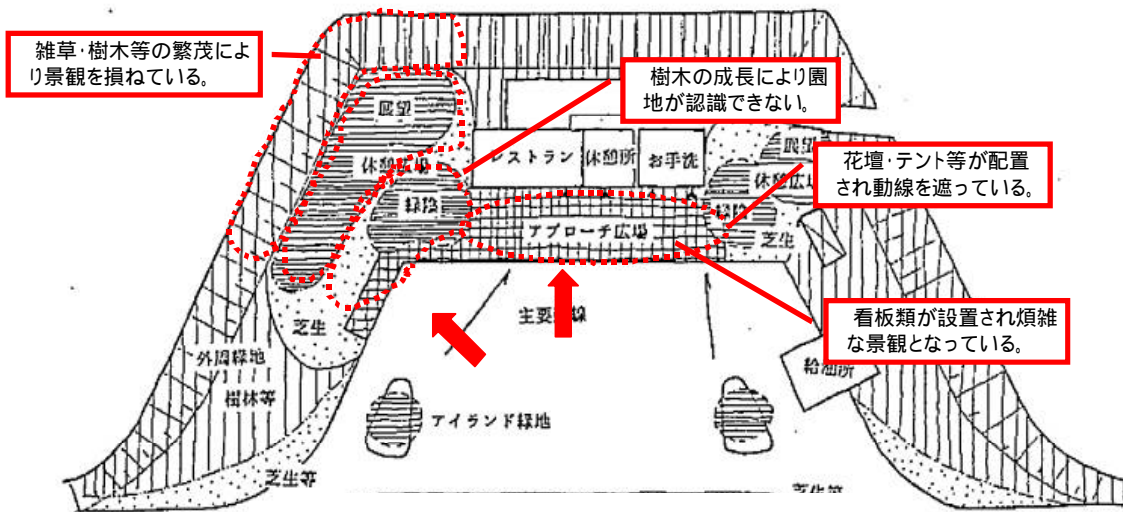 雑草・樹木等の繁茂によ
り景観を損ねている。
樹木の成長により園
地が認識できない。
展望
レストラン
休憩所
お手洗
展望
花壇・テント等が配置
され動線を遮っている。
休憩広場
休憩広場
緑陰
緑陰
アプローチ広場
芝生
看板類が設置され煩雑
な景観となっている。
主要動線
芝生
外周緑地
樹林等
給油所
アイランド緑地
芝生等
芝生等